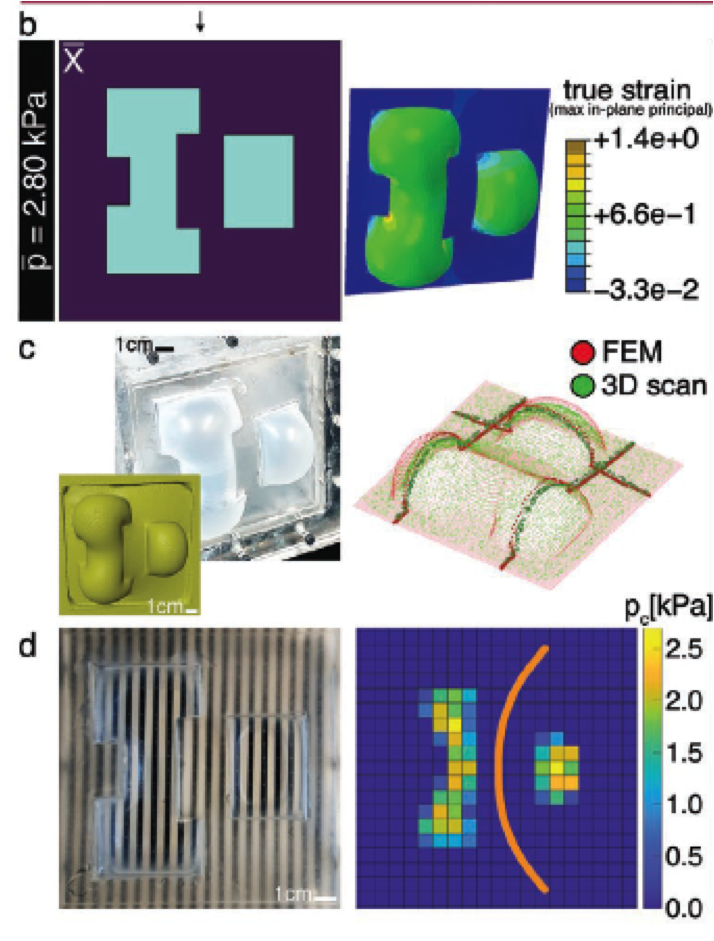 b
X̅
p̅ = 2.80 kPa
true strain
(max in-plane principal)
+1.4e+0
+6.6e-1
-3.3e-2
c
1cm
1cm
FEM
3D scan
d
1cm
p_c[kPa]
2.5
2.0
1.5
1.0
0.5
0.0